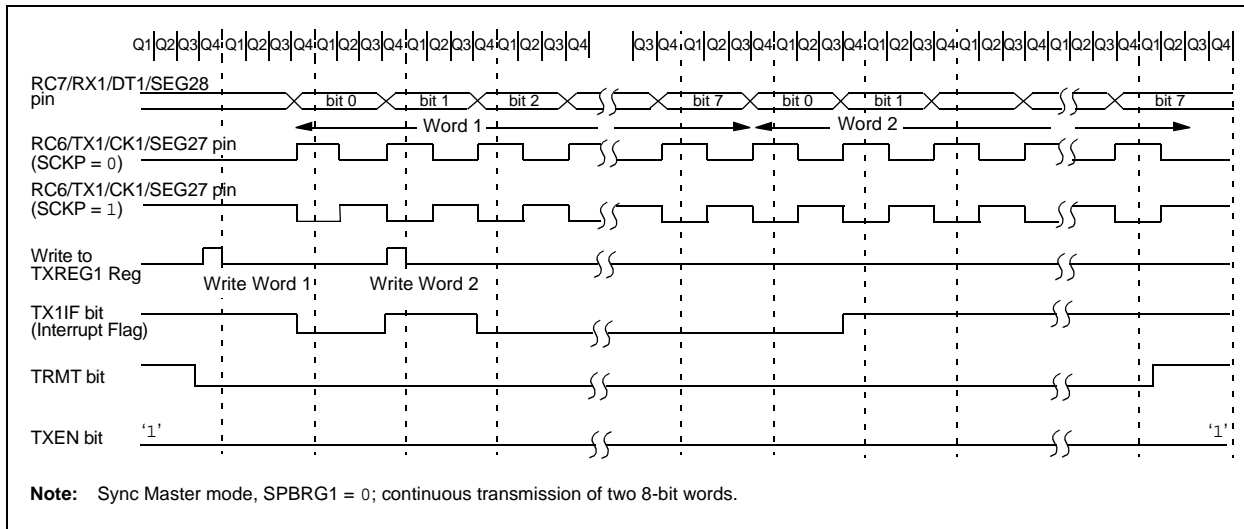 Q1 Q2 Q3 Q4 Q1 Q2 Q3 Q4 Q1 Q2 Q3 Q4 Q1 Q2 Q3 Q4 Q1 Q2 Q3 Q4 Q3 Q4 Q1 Q2 Q3 Q4 Q1 Q2 Q3 Q4 Q1 Q2 Q3 Q4 Q1 Q2 Q3 Q4 Q1 Q2 Q3 Q4 Q1 Q2 Q3 Q4
RC7/RX1/DT1/SEG28
pin
bit 0 bit 1 bit 2 bit 7 bit 0 bit 1 bit 7
Word 1 Word 2
RC6/TX1/CK1/SEG27 pin
(SCKP = 0)
RC6/TX1/CK1/SEG27 pin
(SCKP = 1)
Write to
TXREG1 Reg
Write Word 1 Write Word 2
TX1IF bit
(Interrupt Flag)
TRMT bit
TXEN bit
‘1’ ‘1’
Note: Sync Master mode, SPBRG1 = 0; continuous transmission of two 8-bit words.